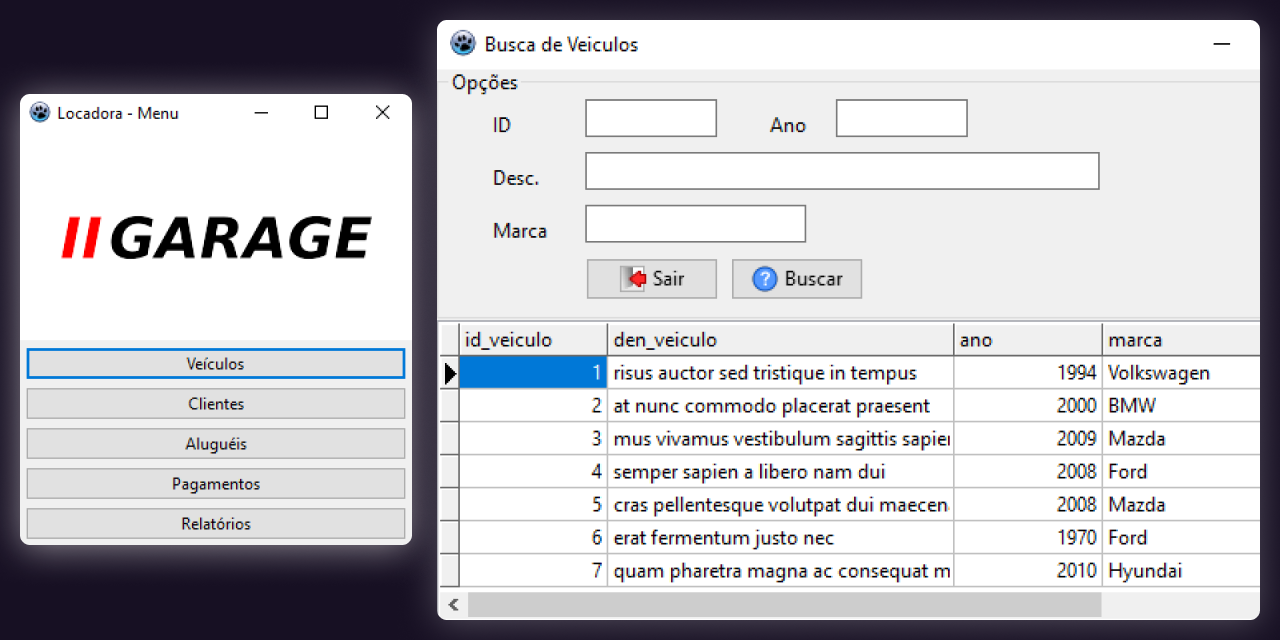 Locadora - Menu
GARAGE
Veículos
Clientes
Aluguéis
Pagamentos
Relatórios
Busca de Veiculos
Opções
ID Ano
Desc.
Marca
Sair Buscar
id_veiculo den_veiculo ano marca
1 risus auctor sed tristique in tempus 1994 Volkswagen
2 at nunc commodo placerat praesent 2000 BMW
3 mus vivamus vestibulum sagittis sapien 2009 Mazda
4 semper sapien a libero nam dui 2008 Ford
5 cras pellentesque volutpat dui maecen 2008 Mazda
6 erat fermentum justo nec 1970 Ford
7 quam pharetra magna ac consequat m 2010 Hyundai